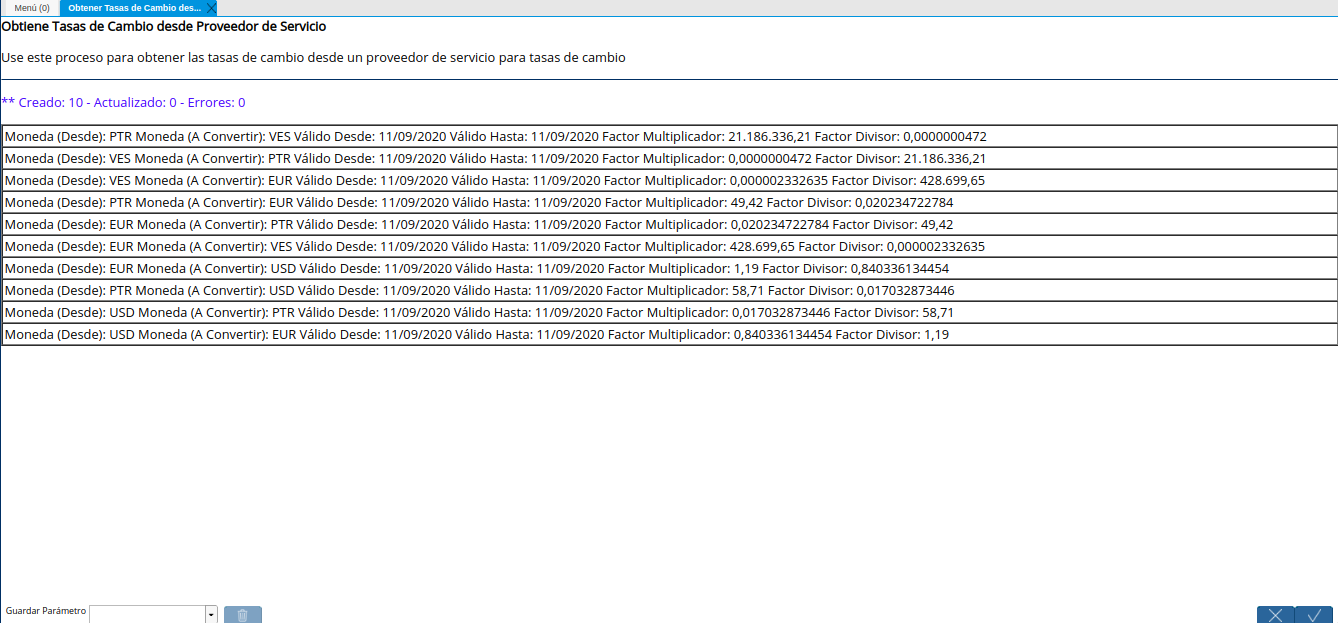 Menú (0)
Obtener Tasas de Cambio des...
Obtiene Tasas de Cambio desde Proveedor de Servicio
Use este proceso para obtener las tasas de cambio desde un proveedor de servicio para tasas de cambio
** Creado: 10 - Actualizado: 0 - Errores: 0
Moneda (Desde): PTR Moneda (A Convertir): VES Válido Desde: 11/09/2020 Válido Hasta: 11/09/2020 Factor Multiplicador: 21.186.336,21 Factor Divisor: 0,0000000472
Moneda (Desde): VES Moneda (A Convertir): PTR Válido Desde: 11/09/2020 Válido Hasta: 11/09/2020 Factor Multiplicador: 0,0000000472 Factor Divisor: 21.186.336,21
Moneda (Desde): VES Moneda (A Convertir): EUR Válido Desde: 11/09/2020 Válido Hasta: 11/09/2020 Factor Multiplicador: 0,000002332635 Factor Divisor: 428.699,65
Moneda (Desde): PTR Moneda (A Convertir): EUR Válido Desde: 11/09/2020 Válido Hasta: 11/09/2020 Factor Multiplicador: 49,42 Factor Divisor: 0,020234722784
Moneda (Desde): EUR Moneda (A Convertir): PTR Válido Desde: 11/09/2020 Válido Hasta: 11/09/2020 Factor Multiplicador: 0,020234722784 Factor Divisor: 49,42
Moneda (Desde): EUR Moneda (A Convertir): VES Válido Desde: 11/09/2020 Válido Hasta: 11/09/2020 Factor Multiplicador: 428.699,65 Factor Divisor: 0,000002332635
Moneda (Desde): EUR Moneda (A Convertir): USD Válido Desde: 11/09/2020 Válido Hasta: 11/09/2020 Factor Multiplicador: 1,19 Factor Divisor: 0,840336134454
Moneda (Desde): PTR Moneda (A Convertir): USD Válido Desde: 11/09/2020 Válido Hasta: 11/09/2020 Factor Multiplicador: 58,71 Factor Divisor: 0,017032873446
Moneda (Desde): USD Moneda (A Convertir): PTR Válido Desde: 11/09/2020 Válido Hasta: 11/09/2020 Factor Multiplicador: 0,017032873446 Factor Divisor: 58,71
Moneda (Desde): USD Moneda (A Convertir): EUR Válido Desde: 11/09/2020 Válido Hasta: 11/09/2020 Factor Multiplicador: 0,840336134454 Factor Divisor: 1,19
Guardar Parámetro